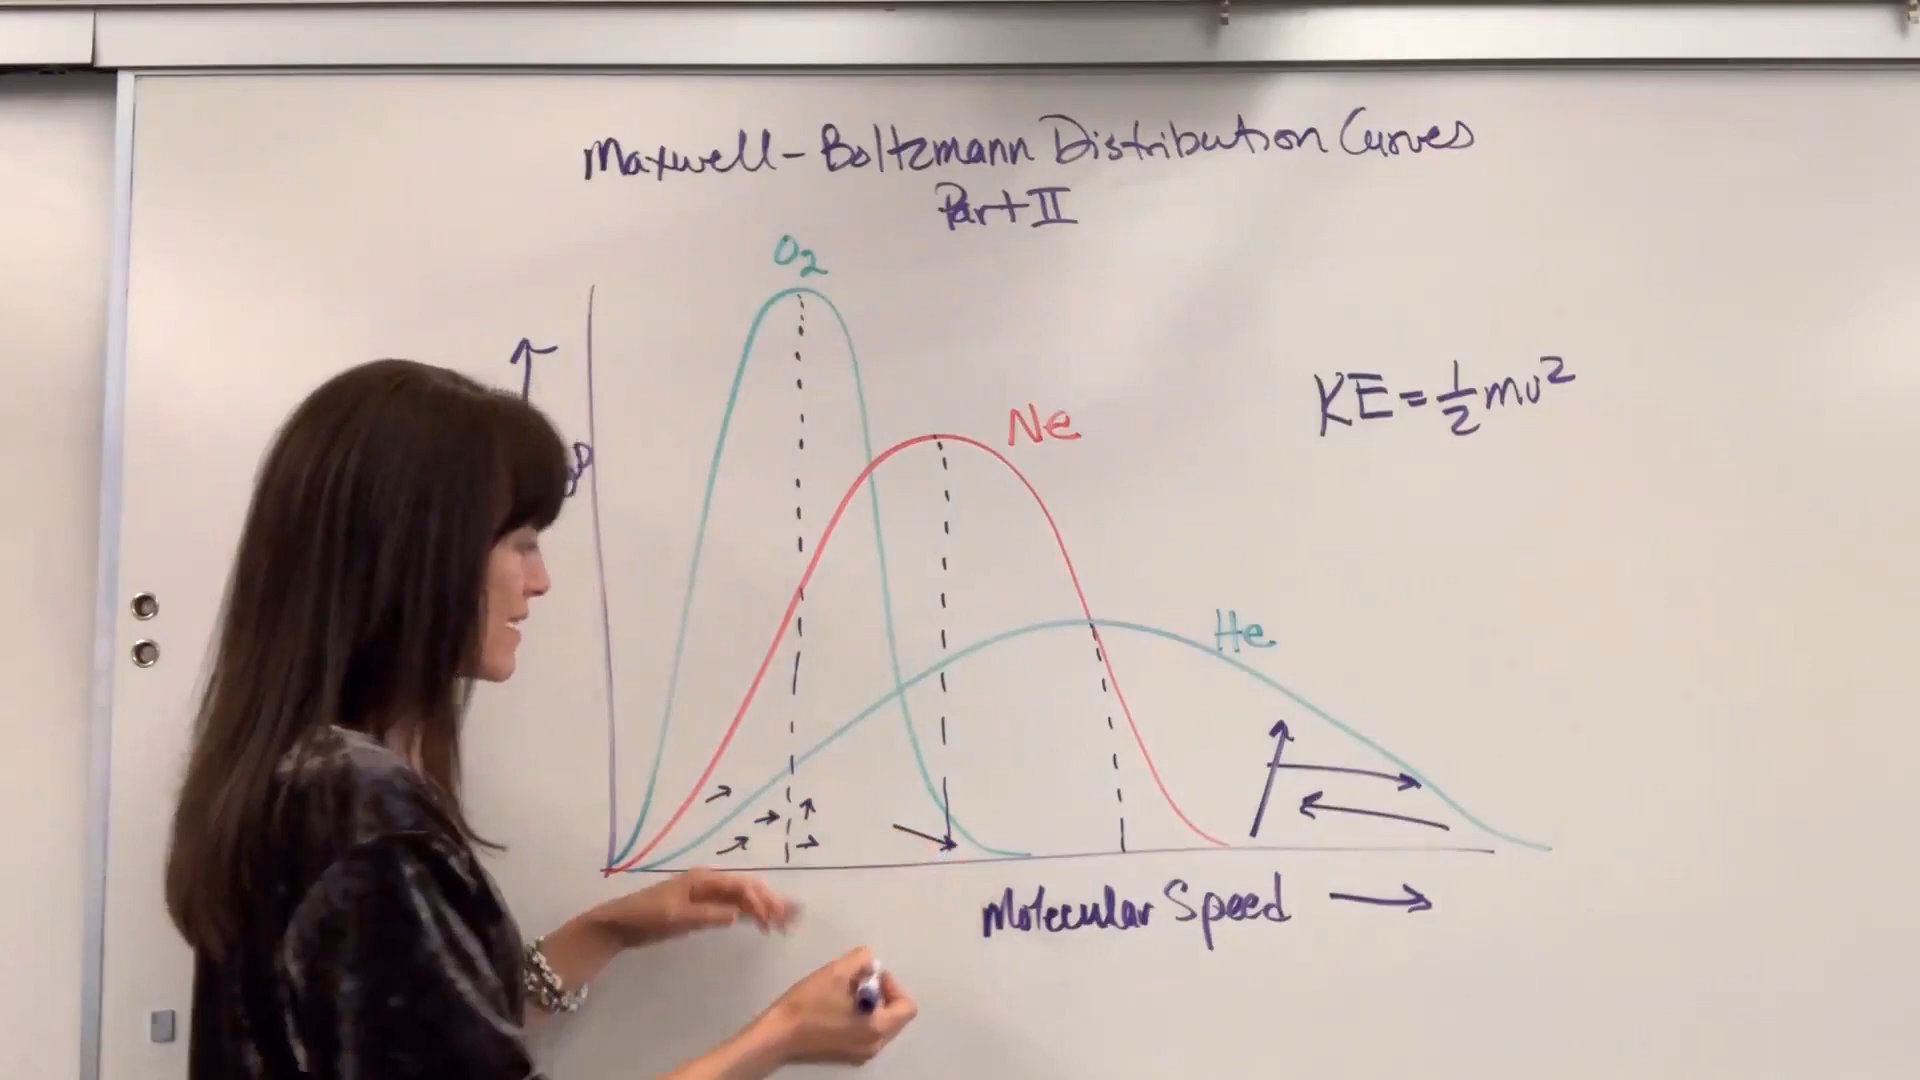 Maxwell-Boltzmann Distribution Curves
Part II
O₂
Ne
KE = ½mv²
He
Molecular Speed →